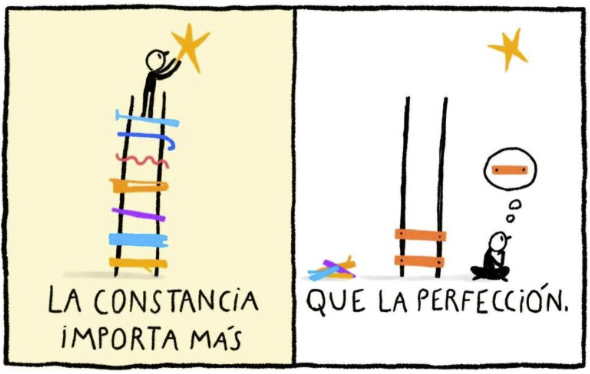 LA CONSTANCIA
IMPORTA MÁS
QUE LA PERFECCIÓN.